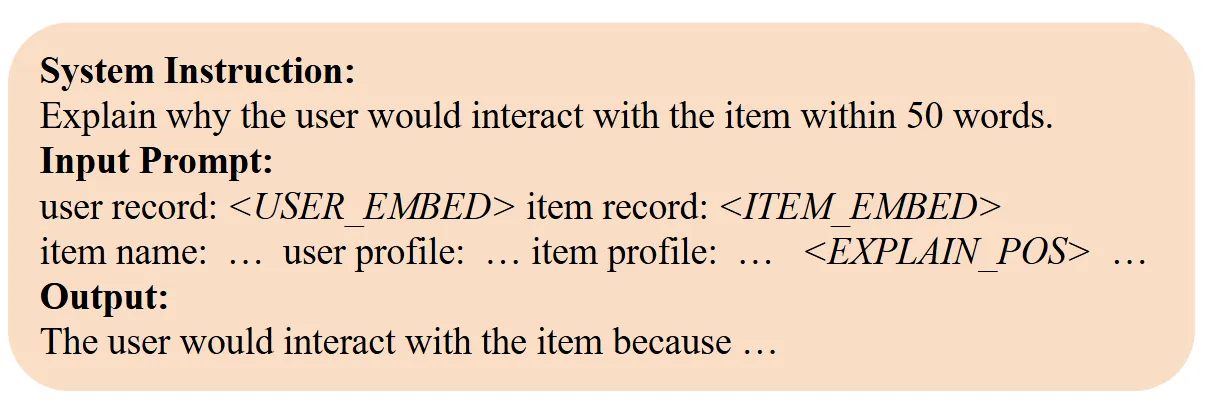 System Instruction:
Explain why the user would interact with the item within 50 words.
Input Prompt:
user record: <USER_EMBED> item record: <ITEM_EMBED>
item name: … user profile: … item profile: … <EXPLAIN_POS> …
Output:
The user would interact with the item because …